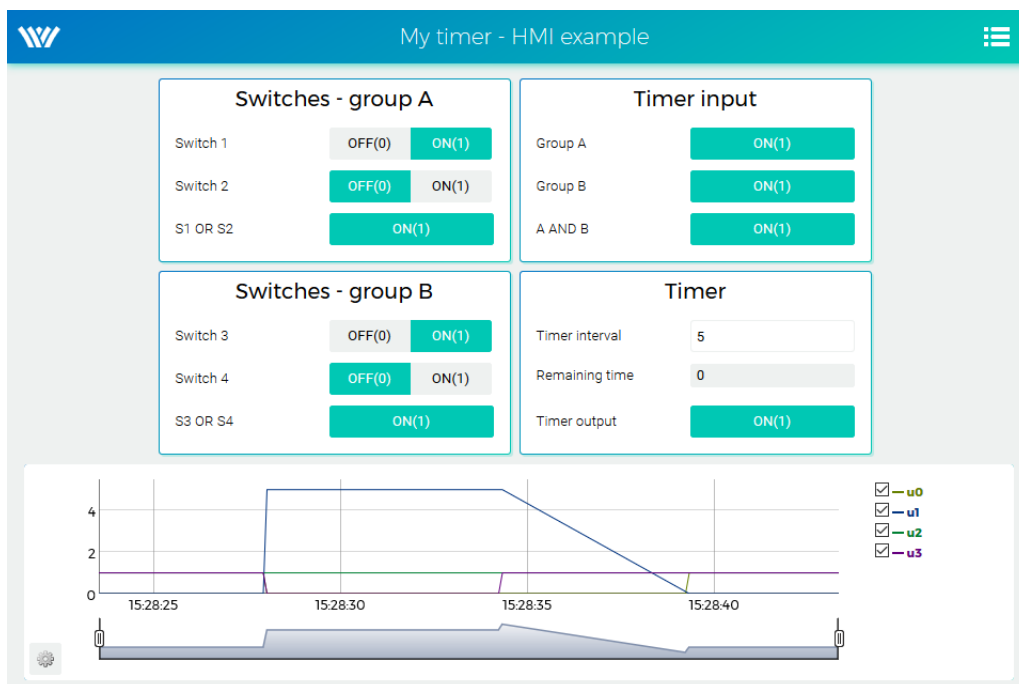 My timer - HMI example
Switches - group A
Switch 1 OFF(0) ON(1)
Switch 2 OFF(0) ON(1)
S1 OR S2 ON(1)
Timer input
Group A ON(1)
Group B ON(1)
A AND B ON(1)
Switches - group B
Switch 3 OFF(0) ON(1)
Switch 4 OFF(0) ON(1)
S3 OR S4 ON(1)
Timer
Timer interval 5
Remaining time 0
Timer output ON(1)
4
2
0
15:28:25 15:28:30 15:28:35 15:28:40
u0
u1
u2
u3